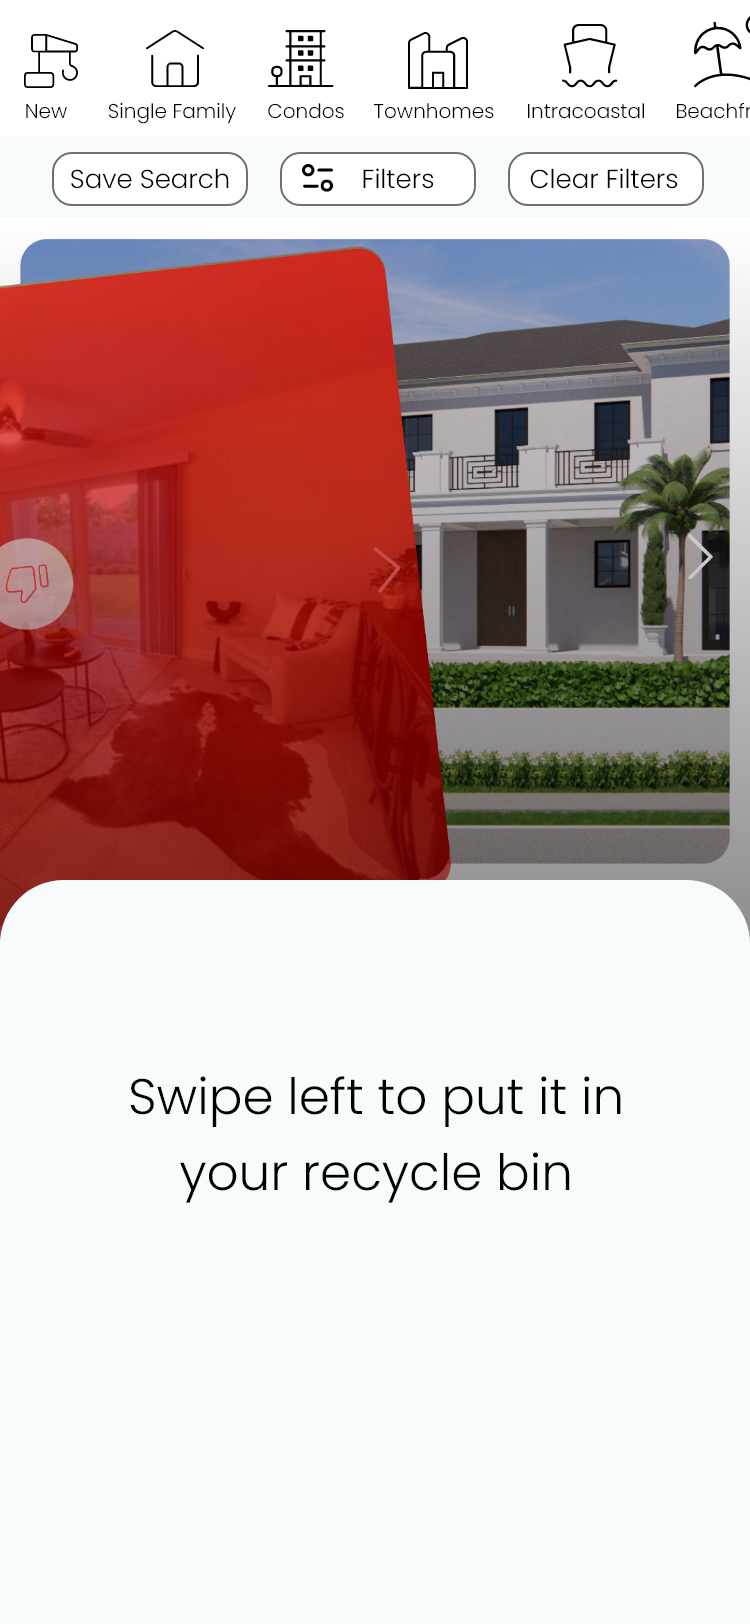 New Single Family Condos Townhomes Intracoastal Beachfr
Save Search Filters Clear Filters
Swipe left to put it in
your recycle bin